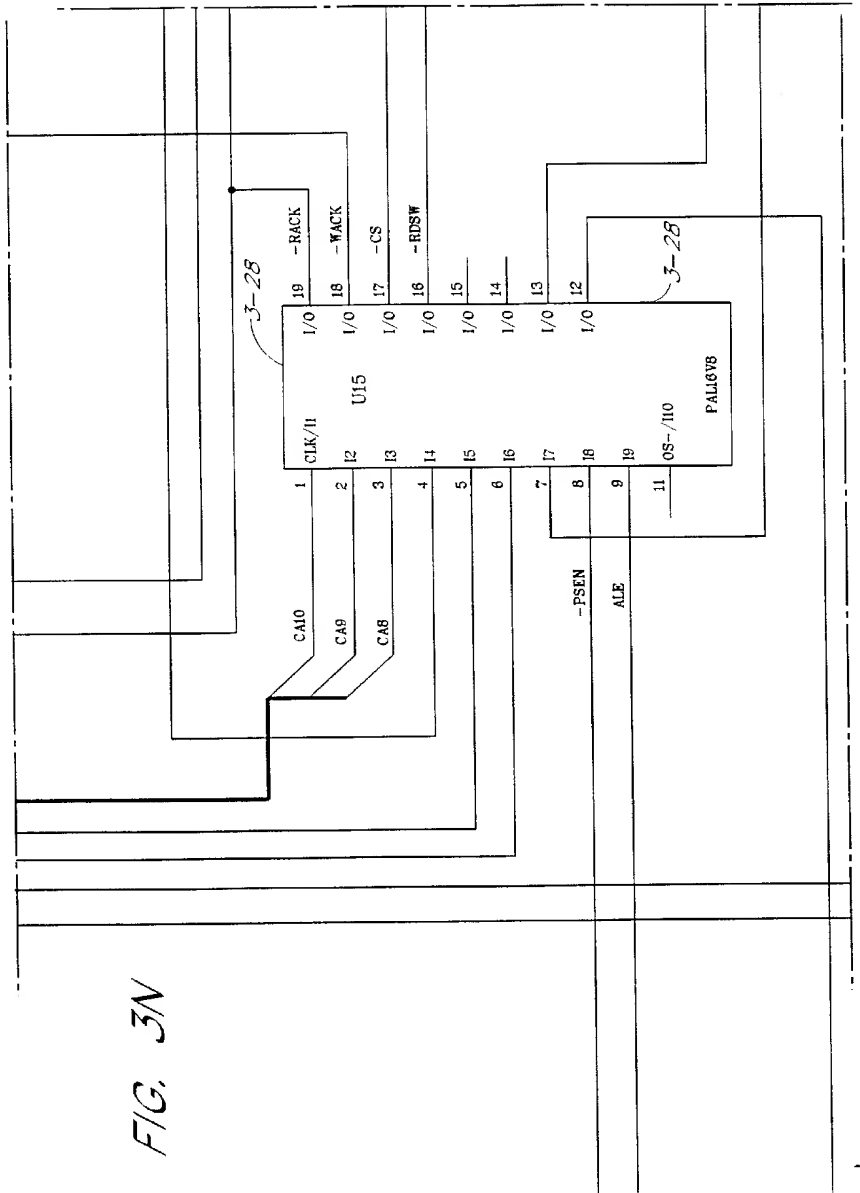 3-28
-RACK
-WACK
-CS
-RDSW
19
18
17
16
15
14
13
12
I/O
I/O
I/O
I/O
I/O
I/O
I/O
I/O
3-28
U15
PAL16V8
CLK/I1
I2
I3
I4
I5
I6
I7
I8
I9
OS-/I10
1
2
3
4
5
6
7
8
9
11
CA10
CA9
CA8
-PSEN
ALE
FIG. 3N